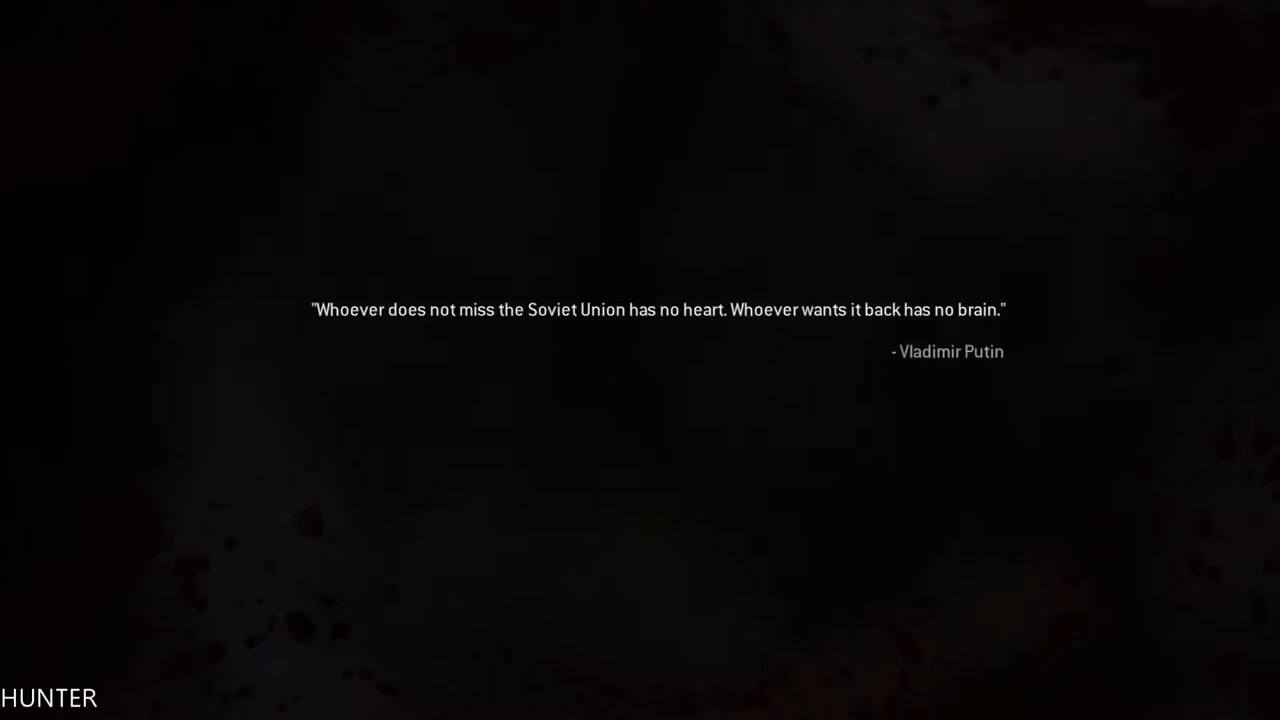 "Whoever does not miss the Soviet Union has no heart. Whoever wants it back has no brain."
- Vladimir Putin
HUNTER